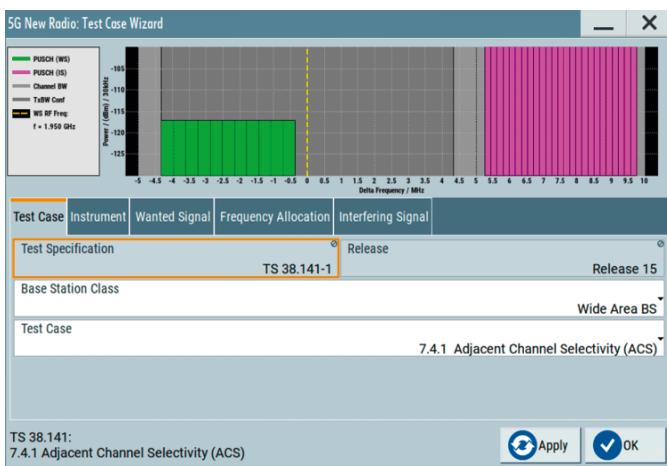 5G New Radio: Test Case Wizard
PUSCH (WS)
PUSCH (IS)
Channel BW
TxBW Conf
WS RF Freq:
f = 1.950 GHz
Power / (dBm) / 30kHz
-105
-110
-115
-120
-125
-5 -4.5 -4 -3.5 -3 -2.5 -2 -1.5 -1 -0.5 0 0.5 1 1.5 2 2.5 3 3.5 4 4.5 5 5.5 6 6.5 7 7.5 8 8.5 9 9.5 10
Delta Frequency / MHz
Test Case Instrument Wanted Signal Frequency Allocation Interfering Signal
Test Specification
TS 38.141-1
Release
Release 15
Base Station Class
Wide Area BS
Test Case
7.4.1 Adjacent Channel Selectivity (ACS)
TS 38.141:
7.4.1 Adjacent Channel Selectivity (ACS)
Apply
OK